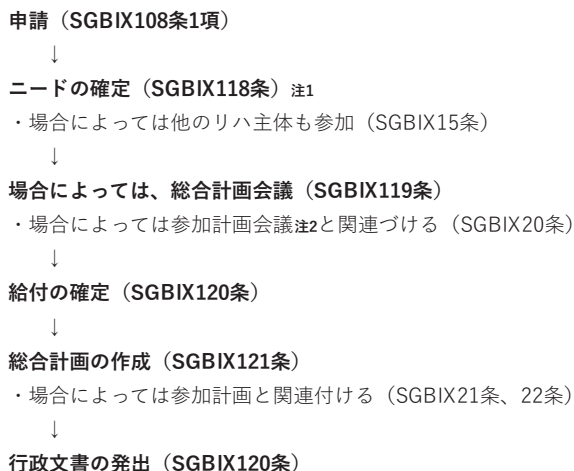 申請（SGBⅨ108条1項）
↓
ニードの確定（SGBⅨ118条）注1
・場合によっては他のリハ主体も参加（SGBⅨ15条）
↓
場合によっては、総合計画会議（SGBⅨ119条）
・場合によっては参加計画会議注2と関連づける（SGBⅨ20条）
↓
給付の確定（SGBⅨ120条）
↓
総合計画の作成（SGBⅨ121条）
・場合によっては参加計画と関連付ける（SGBⅨ21条、22条）
↓
行政文書の発出（SGBⅨ120条）